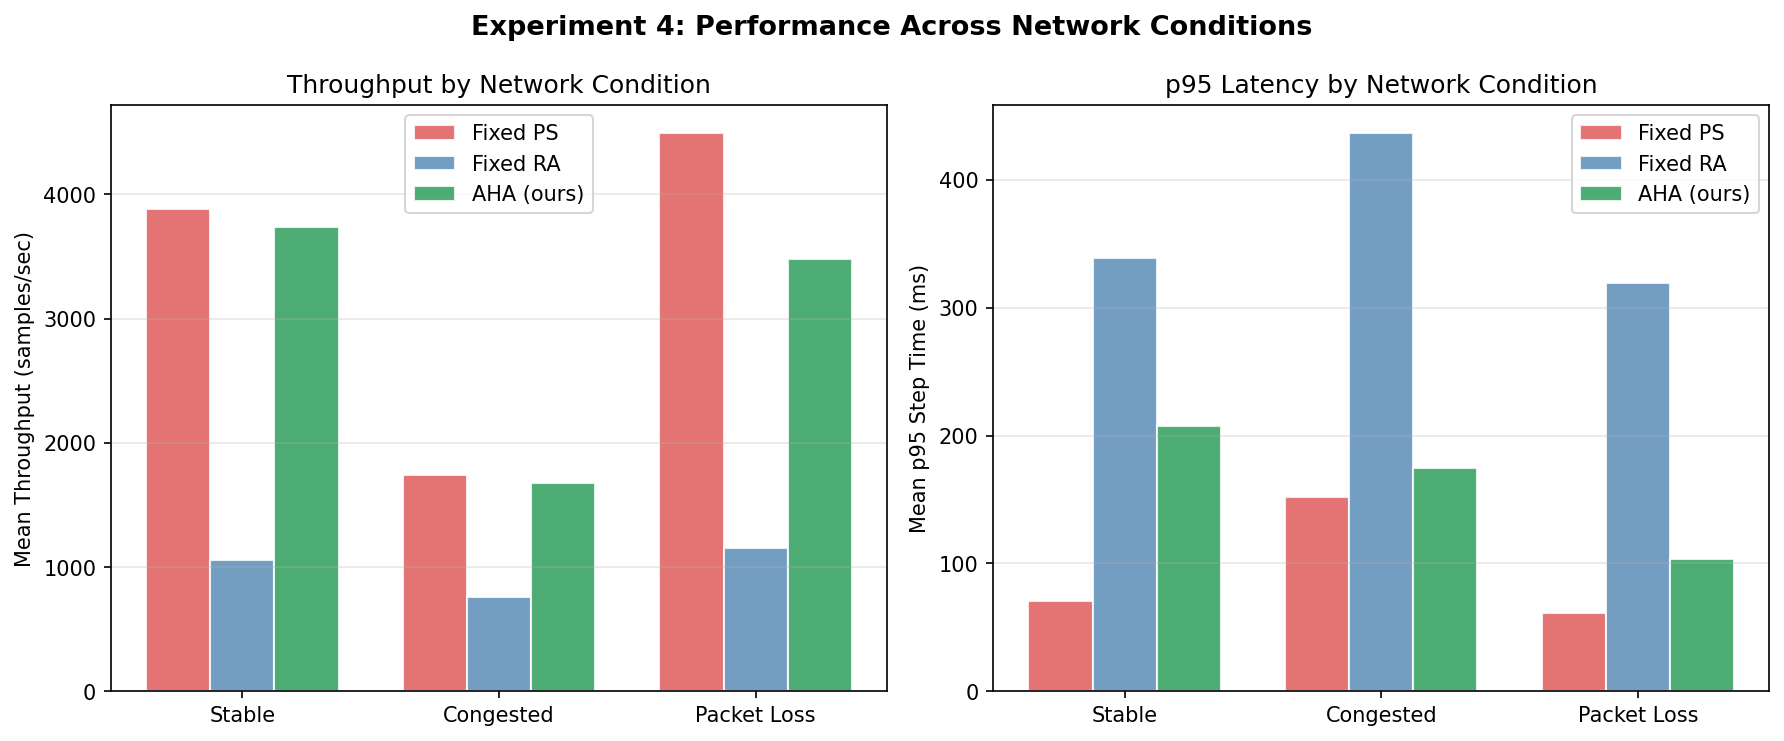 Experiment 4: Performance Across Network Conditions
Throughput by Network Condition
Mean Throughput (samples/sec)
4000
3000
2000
1000
0
Fixed PS
Fixed RA
AHA (ours)
Stable
Congested
Packet Loss
p95 Latency by Network Condition
Mean p95 Step Time (ms)
400
300
200
100
0
Fixed PS
Fixed RA
AHA (ours)
Stable
Congested
Packet Loss